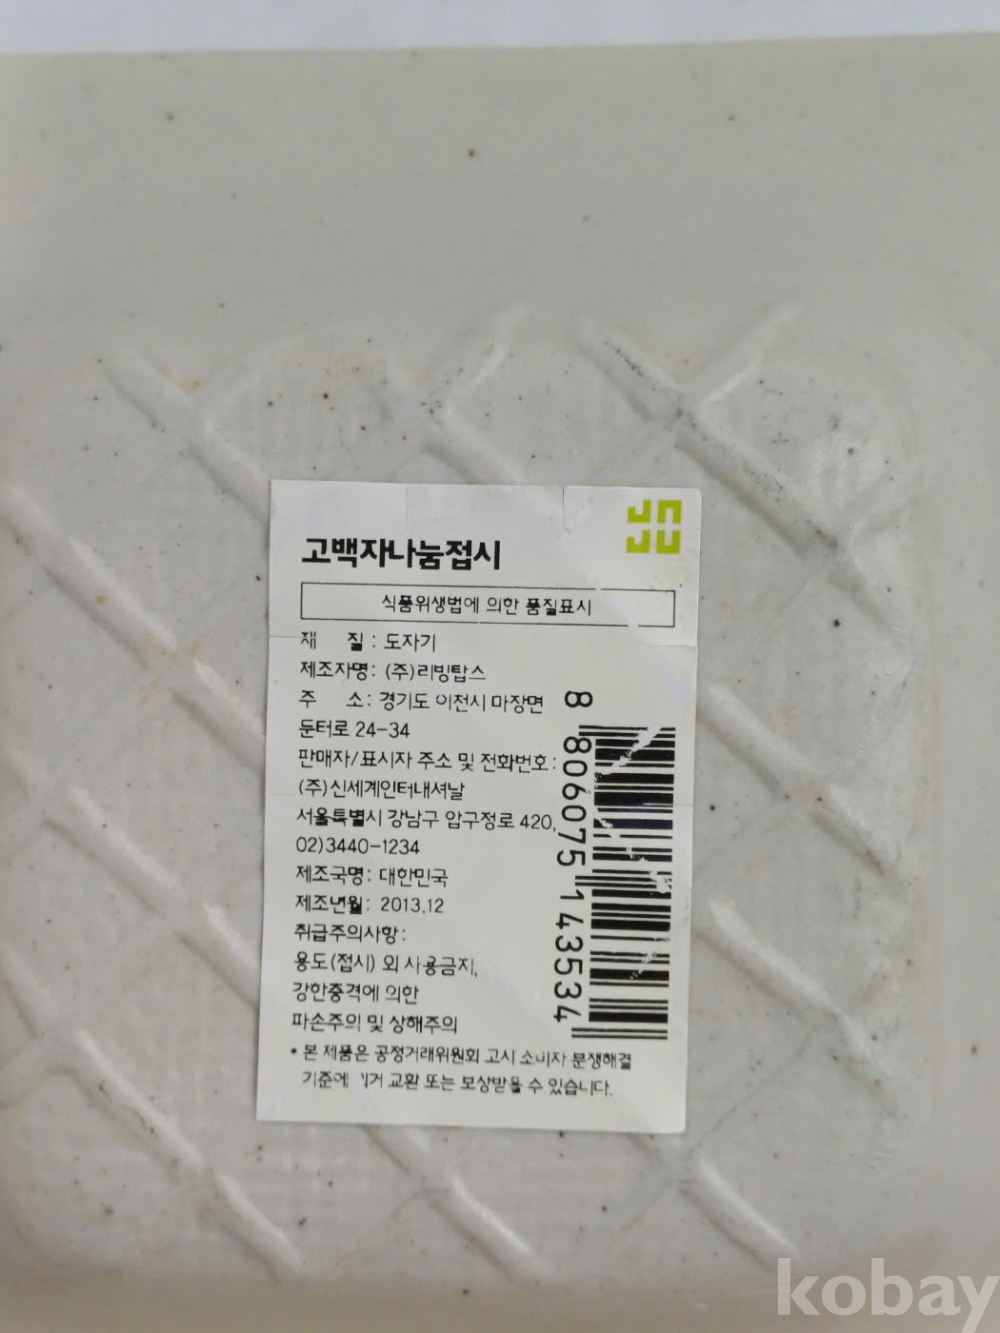 고백자나눔접시
식품위생법에 의한 품질표시
재 질 : 도자기
제조자명: (주)리빙탑스
주 소: 경기도 이천시 마장면
둔터로 24-34
판매자/표시자 주소 및 전화번호:
(주)신세계인터내셔날
서울특별시 강남구 압구정로 420,
02)3440-1234
제조국명: 대한민국
제조년월: 2013.12
취급주의사항:
용도(접시) 외 사용금지,
강한충격에 의한
파손주의 및 상해주의
• 본 제품은 공정거래위원회 고시 소비자 분쟁해결
기준에 의거 교환 또는 보상받을 수 있습니다.
8 806075 143534
kobay